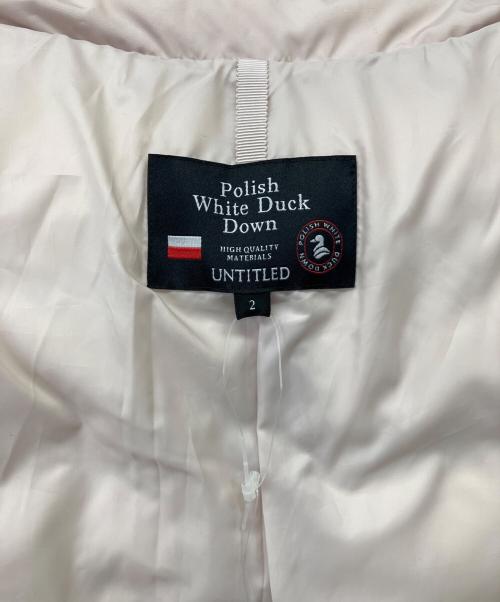 Polish
White Duck
Down
HIGH QUALITY
MATERIALS
UNTITLED
POLISH WHITE
DUCK DOWN
2